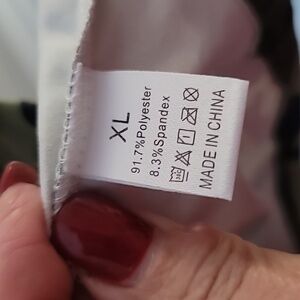 XL
91.7%Polyester
8.3%Spandex
MADE IN CHINA